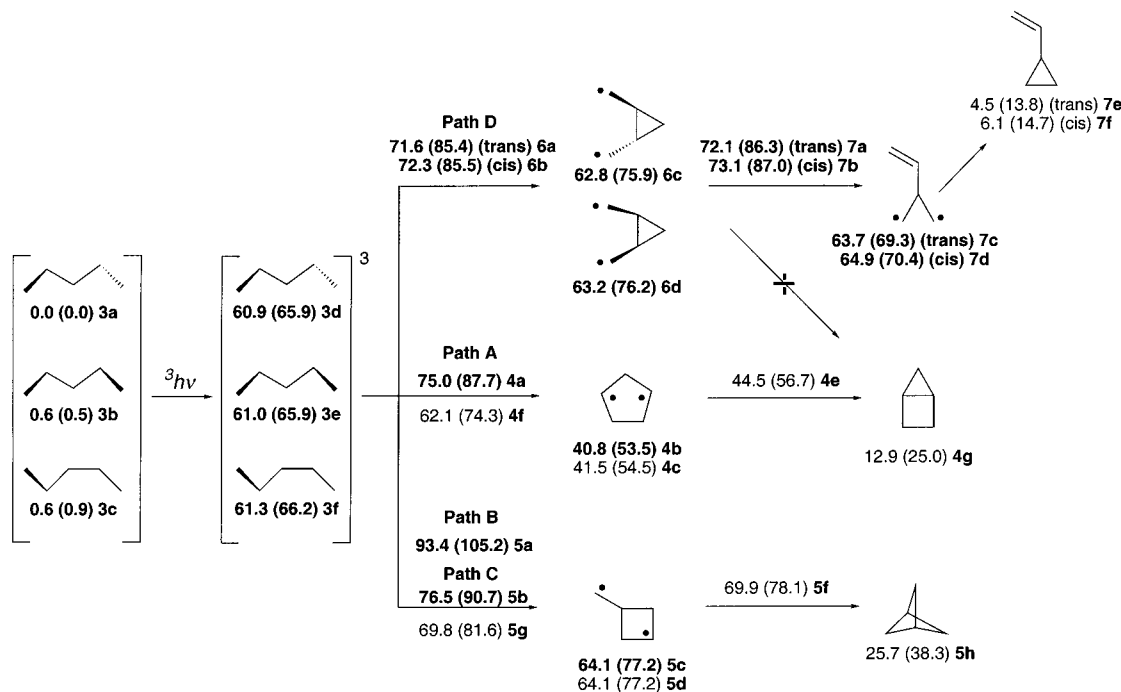 4.5 (13.8) (trans) 7e
6.1 (14.7) (cis) 7f
Path D
71.6 (85.4) (trans) 6a
72.3 (85.5) (cis) 6b
62.8 (75.9) 6c
72.1 (86.3) (trans) 7a
73.1 (87.0) (cis) 7b
63.7 (69.3) (trans) 7c
64.9 (70.4) (cis) 7d
63.2 (76.2) 6d
3
0.0 (0.0) 3a
60.9 (65.9) 3d
Path A
75.0 (87.7) 4a
62.1 (74.3) 4f
44.5 (56.7) 4e
3hν
0.6 (0.5) 3b
61.0 (65.9) 3e
40.8 (53.5) 4b
41.5 (54.5) 4c
12.9 (25.0) 4g
0.6 (0.9) 3c
61.3 (66.2) 3f
Path B
93.4 (105.2) 5a
Path C
76.5 (90.7) 5b
69.8 (81.6) 5g
69.9 (78.1) 5f
64.1 (77.2) 5c
64.1 (77.2) 5d
25.7 (38.3) 5h